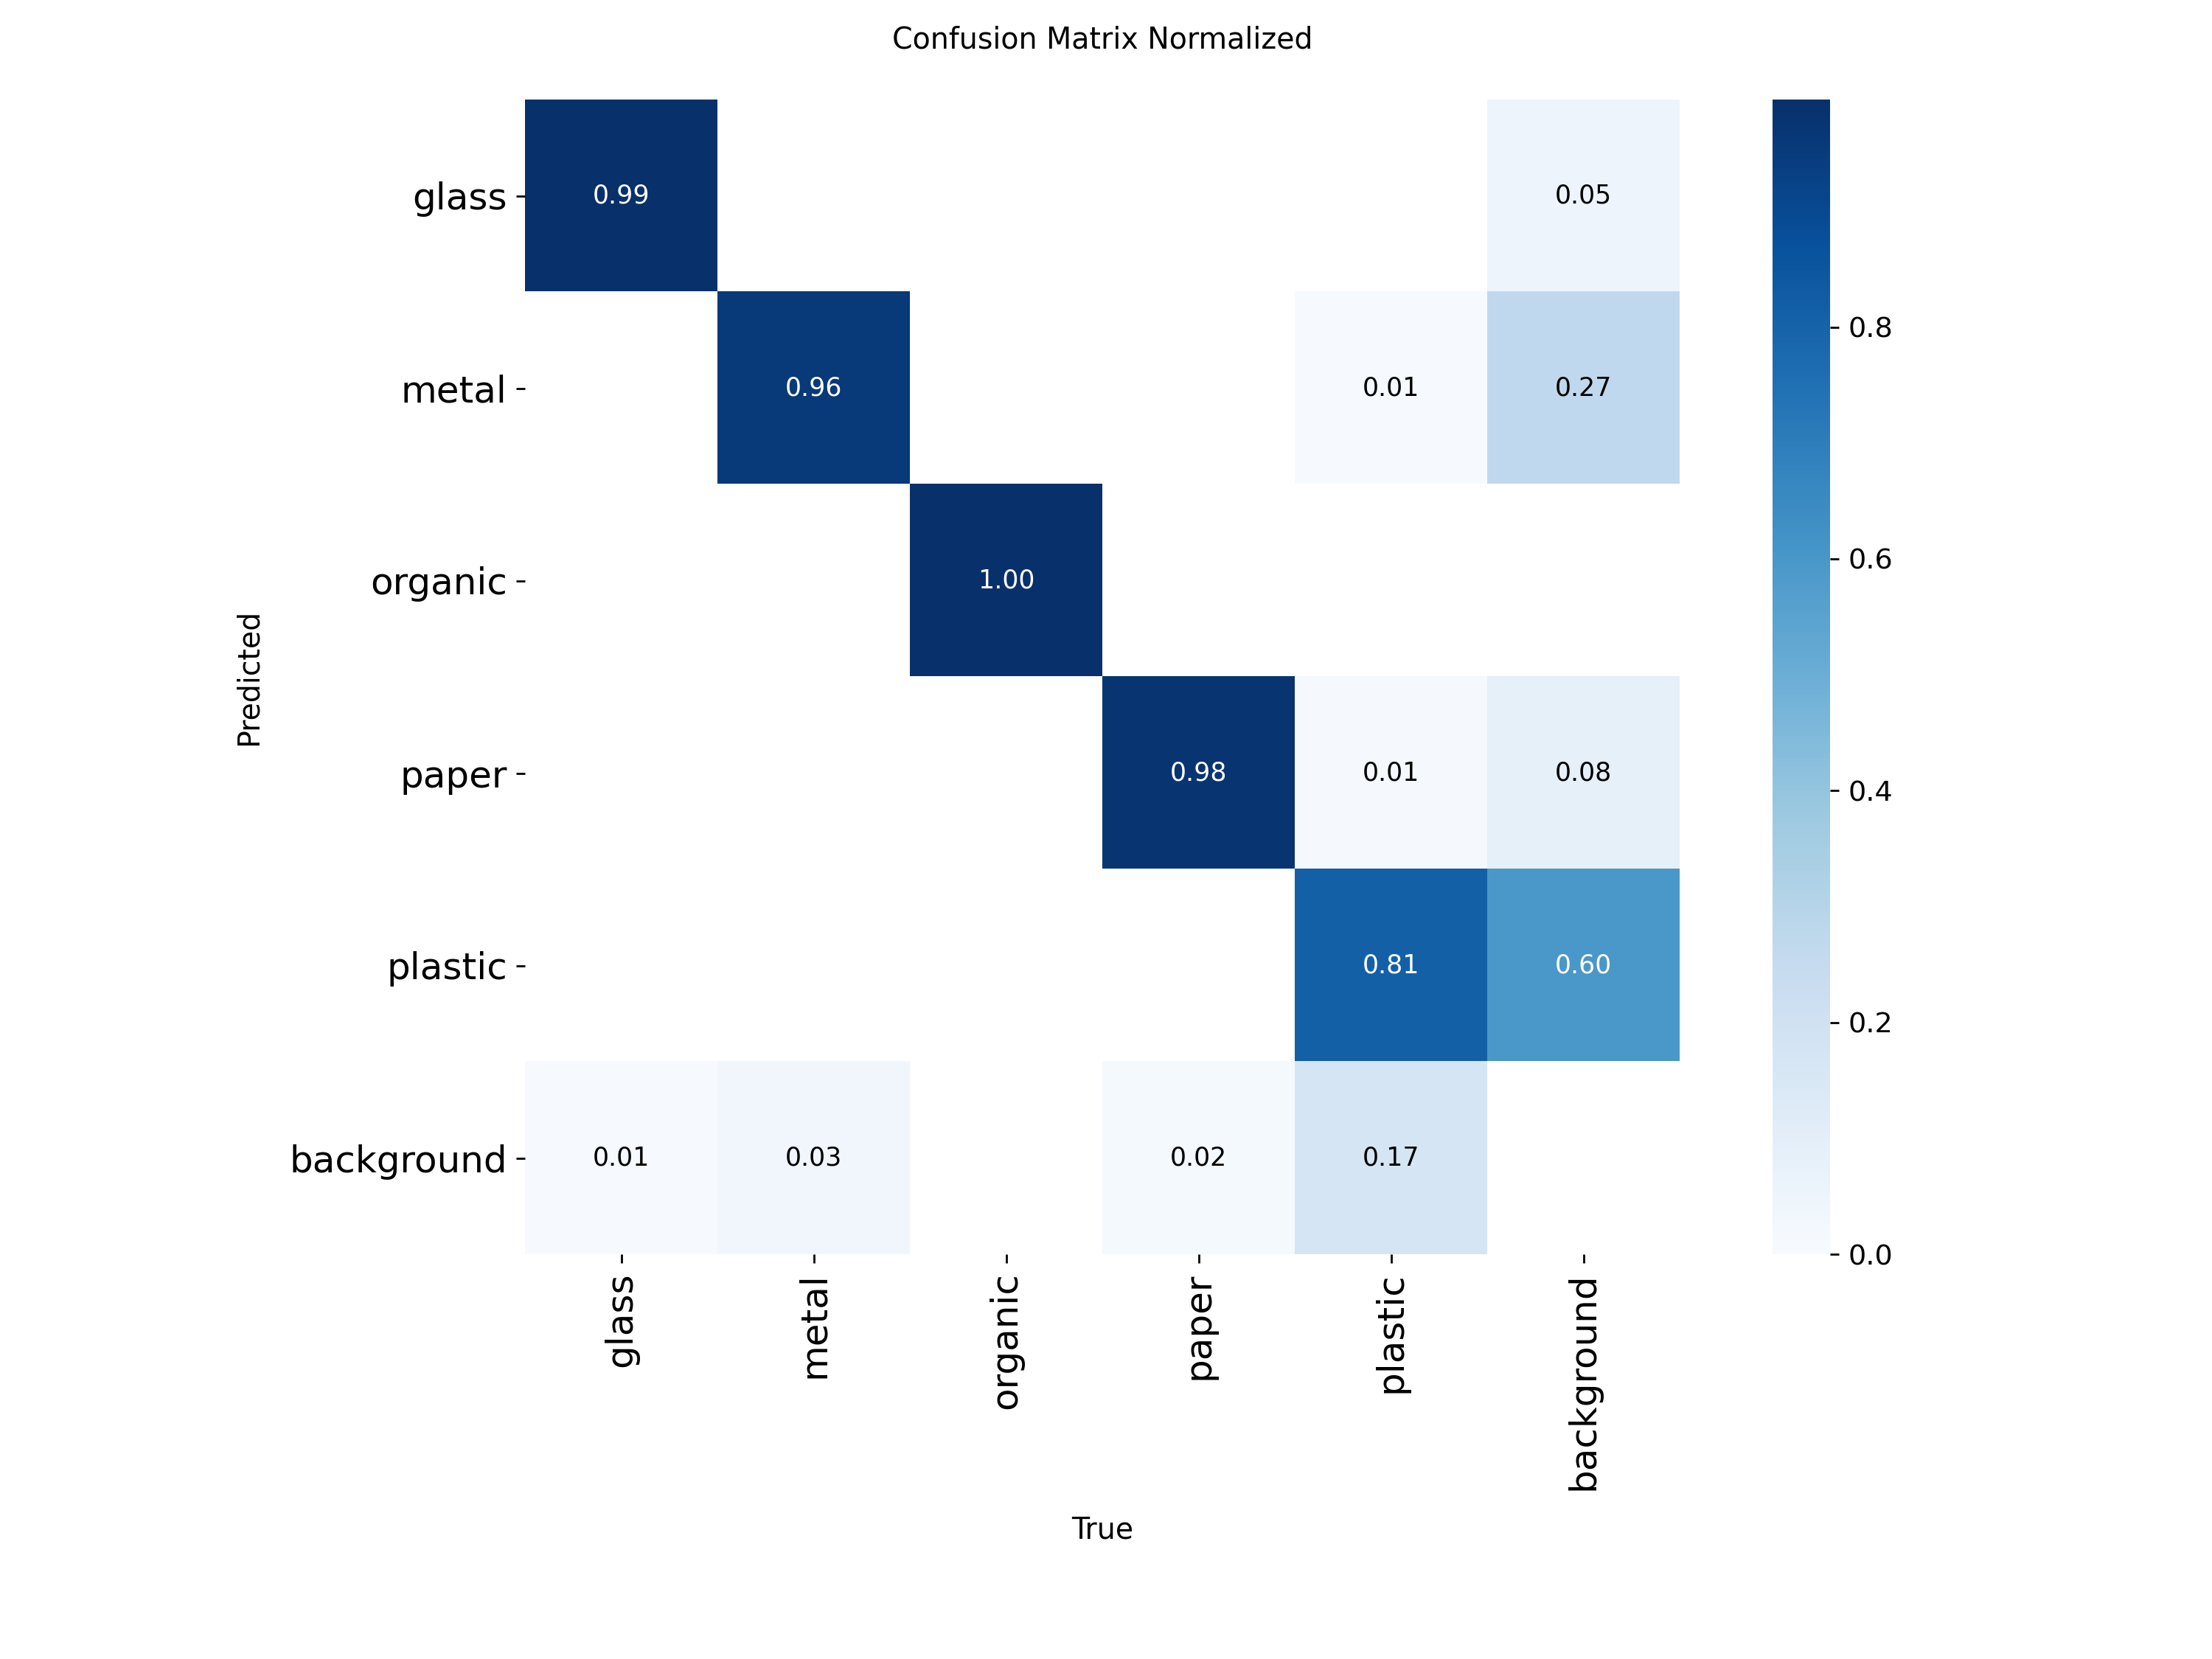 Confusion Matrix Normalized
glass
0.99
0.05
metal
0.96
0.01
0.27
0.8
organic
1.00
0.6
paper
0.98
0.01
0.08
0.4
plastic
0.81
0.60
0.2
background
0.01
0.03
0.02
0.17
0.0
Predicted
glass
metal
organic
paper
plastic
background
True